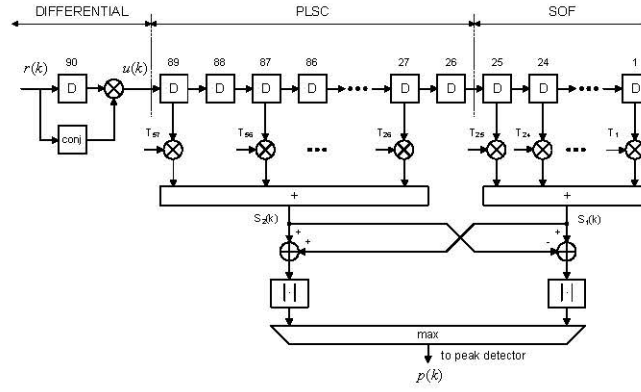 DIFFERENTIAL PLSC SOF
90 89 88 87 86 27 26 25 24 1
r(k) D u(k) D D D D D D D D D
conj
T57 T56 T26 T25 T24 T1
+ +
S2(k) S1(k)
+ + + -
|·| |·|
max
to peak detector
p(k)